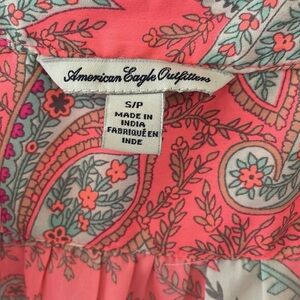 American Eagle Outfitters
S/P
MADE IN
INDIA
FABRIQUÉ EN
INDE